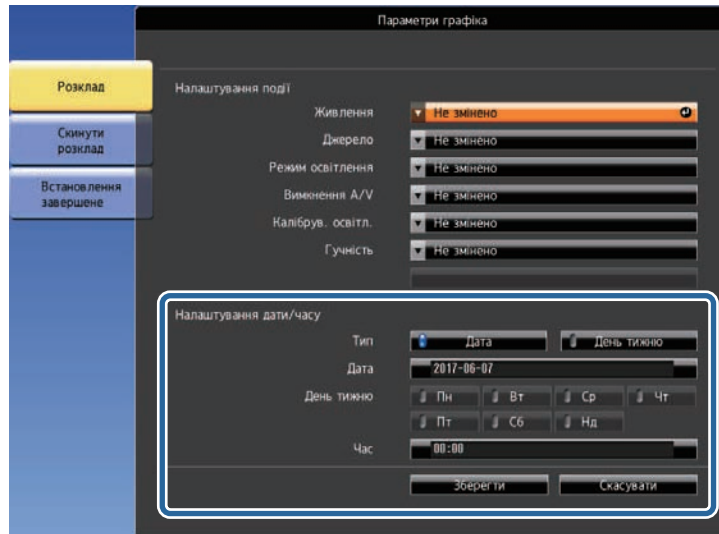 Параметри графіка
Розклад
Скинути
розклад
Встановлення
завершене
Налаштування події
Живлення Не змінено
Джерело Не змінено
Режим освітлення Не змінено
Вимкнення A/V Не змінено
Калібрув. освітл. Не змінено
Гучність Не змінено
Налаштування дати/часу
Тип Дата День тижню
Дата 2017-06-07
День тижню Пн Вт Ср Чт
Пт Сб Нд
Час 00:00
Зберегти Скасувати